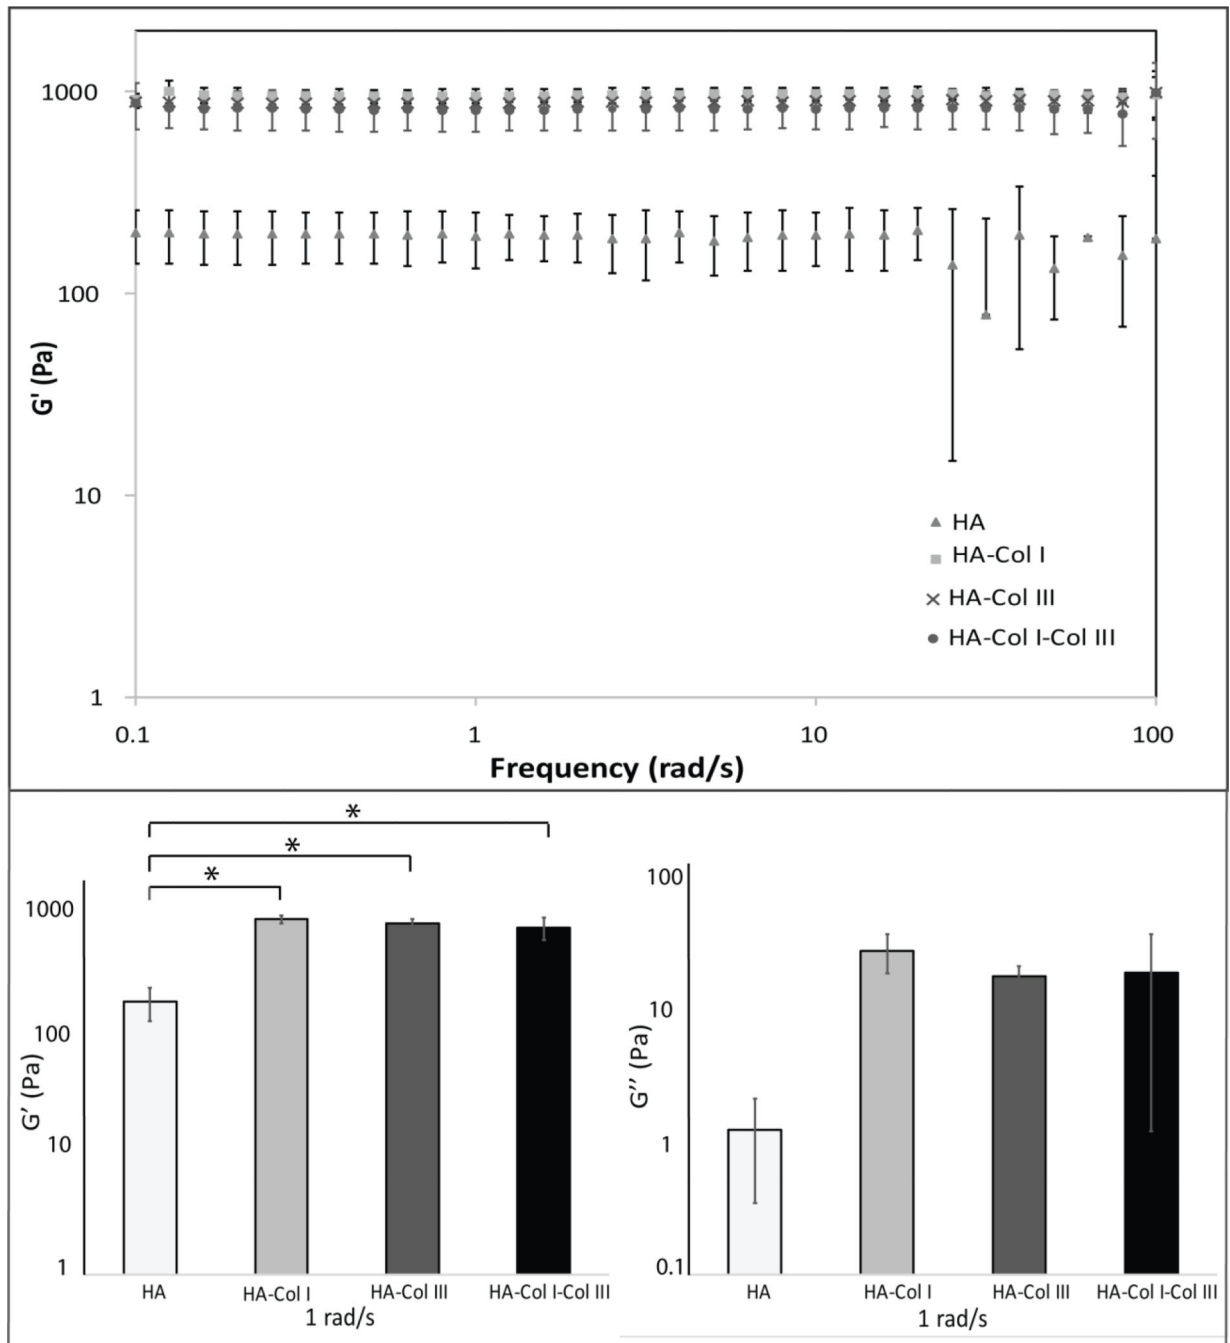 1000
100
10
1
G' (Pa)
HA
HA-Col I
HA-Col III
HA-Col I-Col III
0.1 1 10 100
Frequency (rad/s)
*
*
*
1000
100
10
1
G’ (Pa)
HA HA-Col I HA-Col III HA-Col I-Col III
1 rad/s
100
10
1
0.1
G’’ (Pa)
HA HA-Col I HA-Col III HA-Col I-Col III
1 rad/s